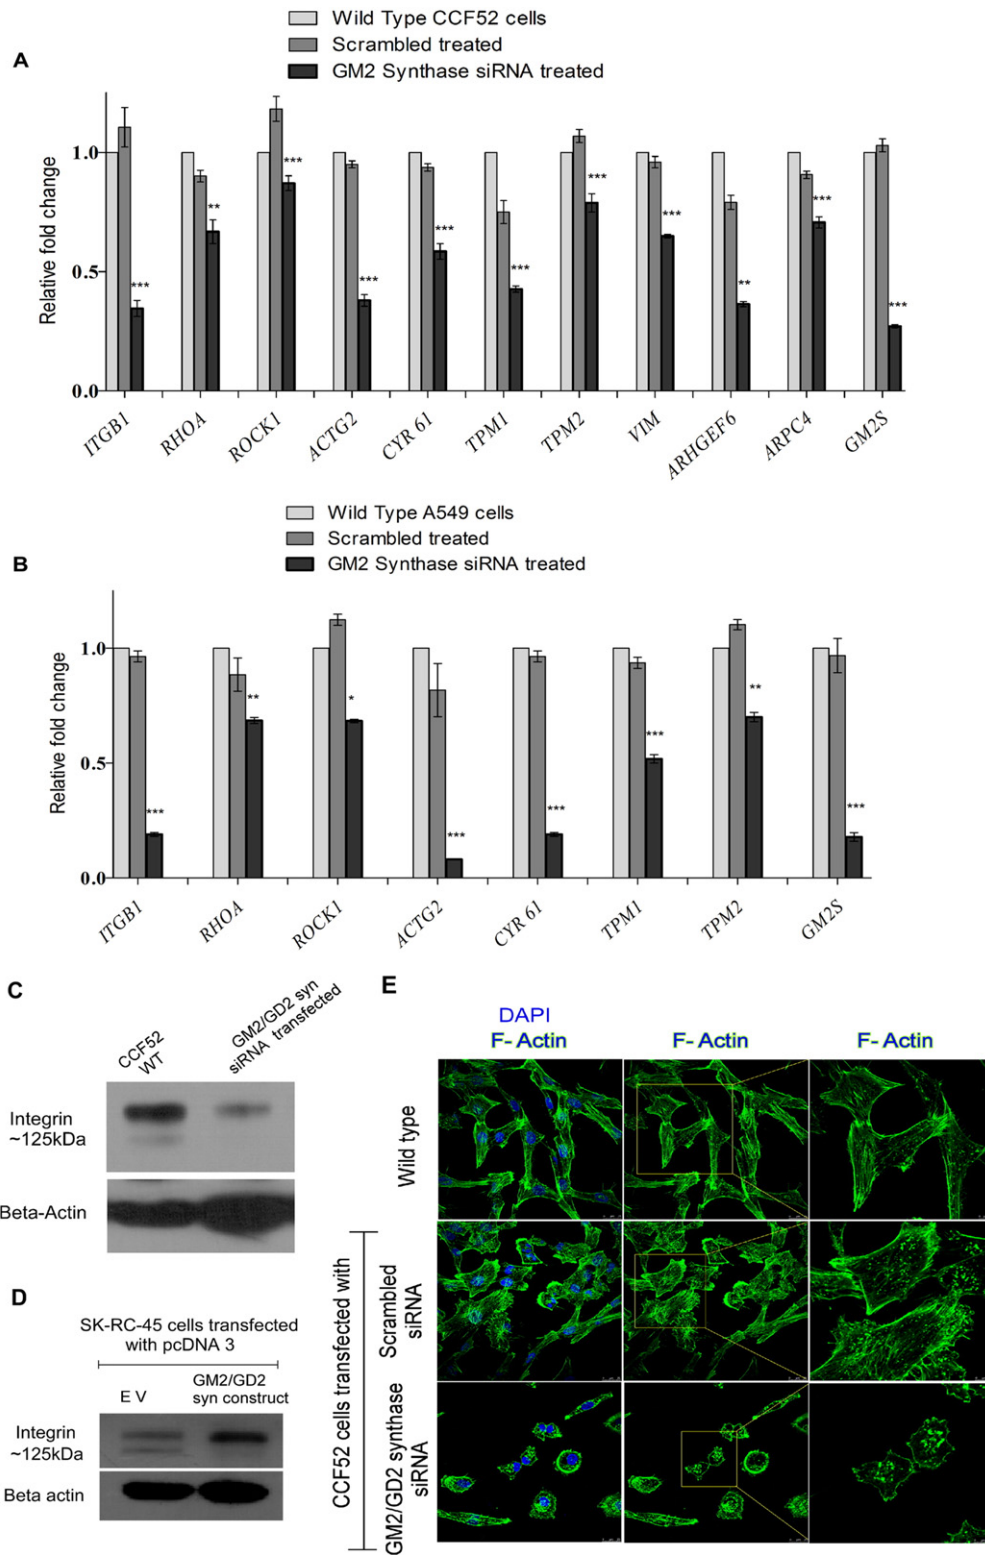 Wild Type CCF52 cells
Scrambled treated
GM2 Synthase siRNA treated
A
Relative fold change
1.0
0.5
0.0
*** ** *** *** *** *** *** *** ** *** ***
ITGB1 RHOA ROCK1 ACTG2 CYR 61 TPM1 TPM2 VIM ARHGEF6 ARPC4 GM2S
Wild Type A549 cells
Scrambled treated
GM2 Synthase siRNA treated
B
Relative fold change
1.0
0.5
0.0
*** ** * *** *** *** ** ***
ITGB1 RHOA ROCK1 ACTG2 CYR 61 TPM1 TPM2 GM2S
C
CCF52
WT
GM2/GD2 syn
siRNA transfected
Integrin
~125kDa
Beta-Actin
D
SK-RC-45 cells transfected
with pcDNA 3
E V
GM2/GD2
syn construct
Integrin
~125kDa
Beta actin
E
DAPI
F- Actin F- Actin F- Actin
Wild type
CCF52 cells transfected with
Scrambled
siRNA
GM2/GD2 synthase
siRNA